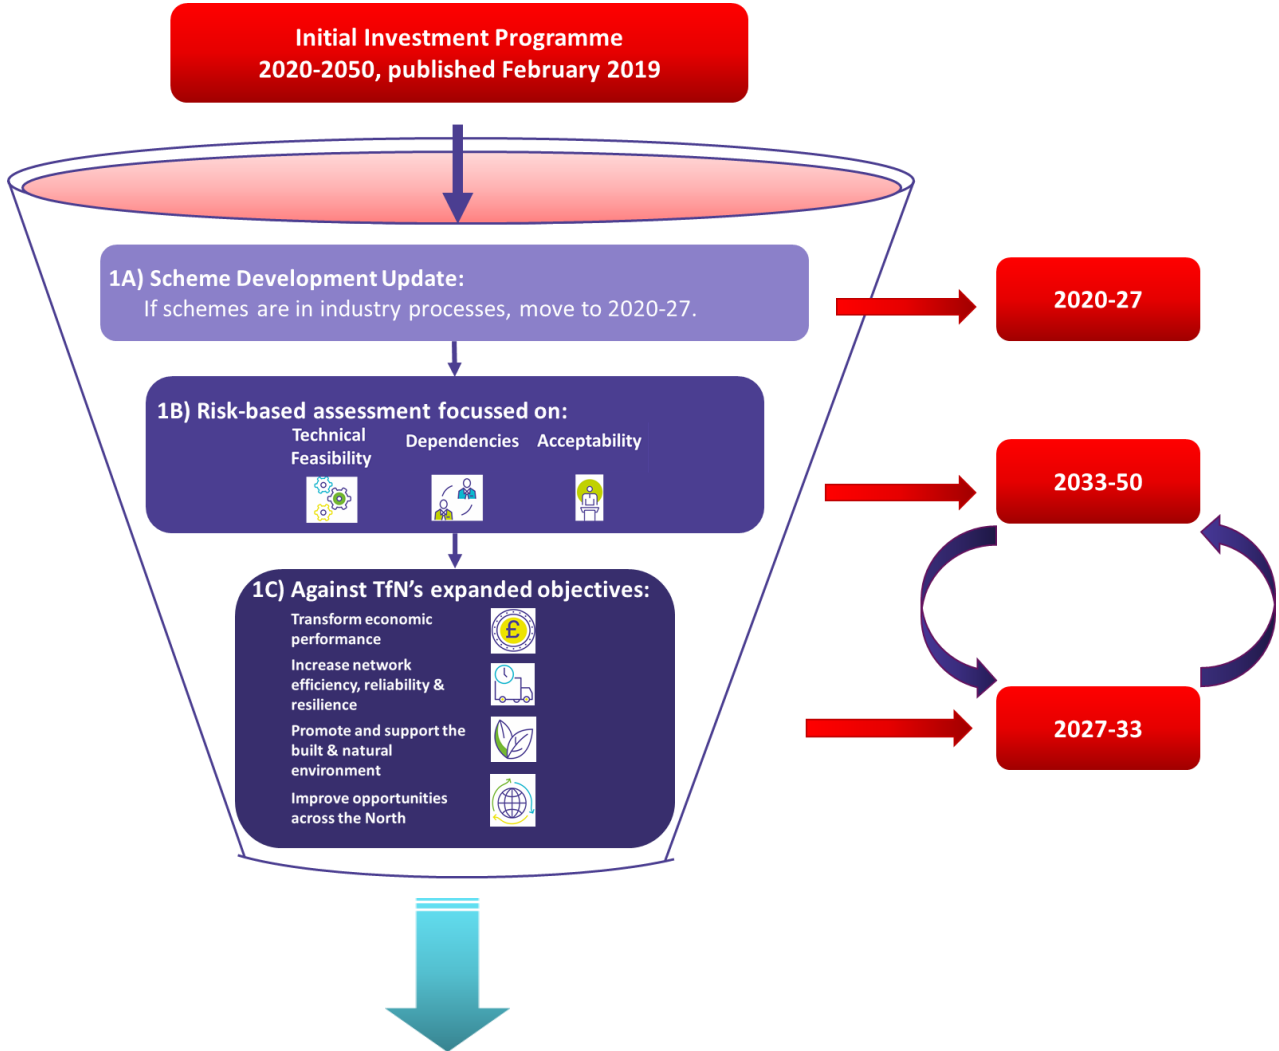 Initial Investment Programme
2020-2050, published February 2019
1A) Scheme Development Update:
If schemes are in industry processes, move to 2020-27.
2020-27
1B) Risk-based assessment focussed on:
Technical
Feasibility
Dependencies
Acceptability
2033-50
1C) Against TfN’s expanded objectives:
Transform economic
performance
£
Increase network
efficiency, reliability &
resilience
Promote and support the
built & natural
environment
Improve opportunities
across the North
2027-33